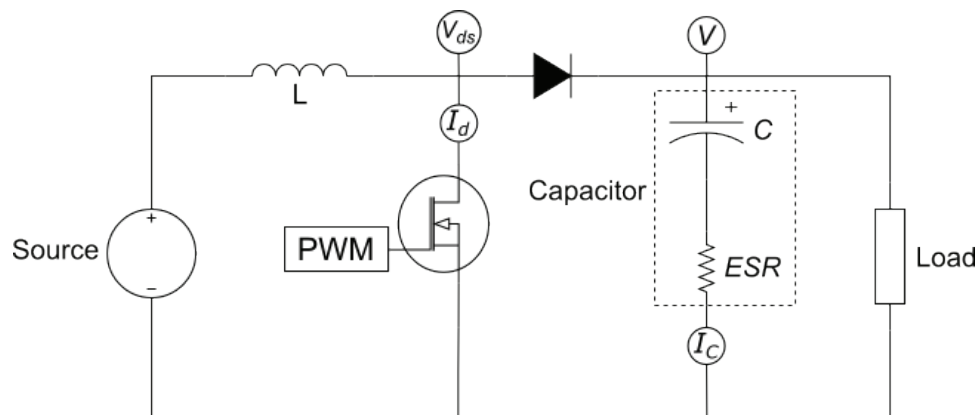 V_ds
V
L
I_d
+
C
Capacitor
+
Source
PWM
ESR
Load
−
I_C